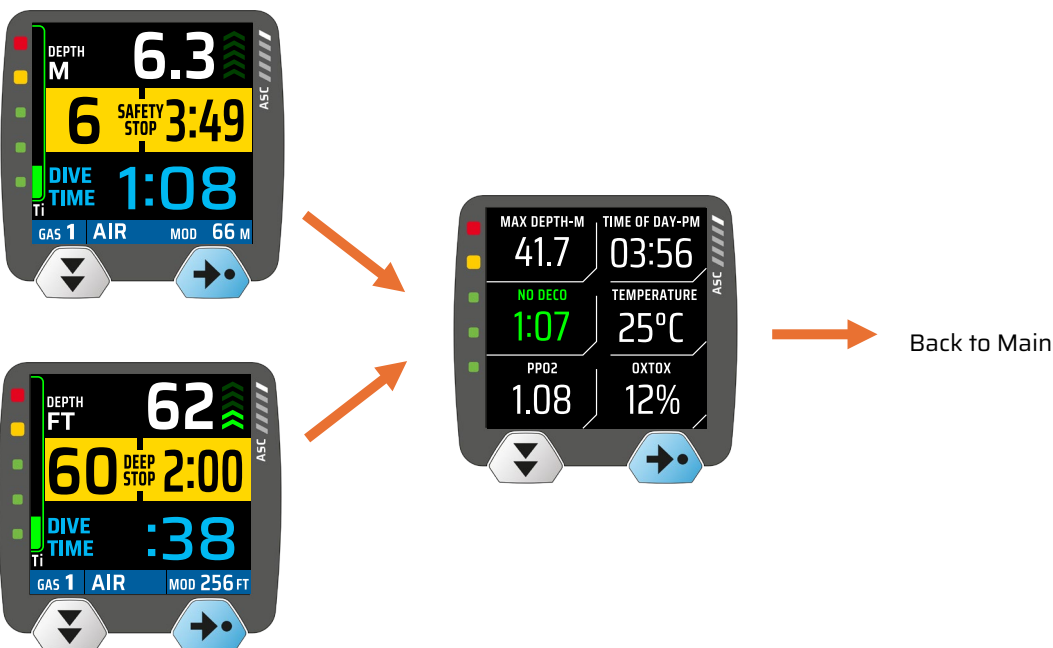 DEPTH
M 6.3
6 SAFETY STOP 3:49
DIVE TIME 1:08
Ti
GAS 1 AIR MOD 66 M
ASC
DEPTH
FT 62
60 DEEP STOP 2:00
DIVE TIME :38
Ti
GAS 1 AIR MOD 256 FT
ASC
MAX DEPTH-M TIME OF DAY-PM
41.7 03:56
NO DECO TEMPERATURE
1:07 25°C
PPO2 OXTOX
1.08 12%
ASC
Back to Main